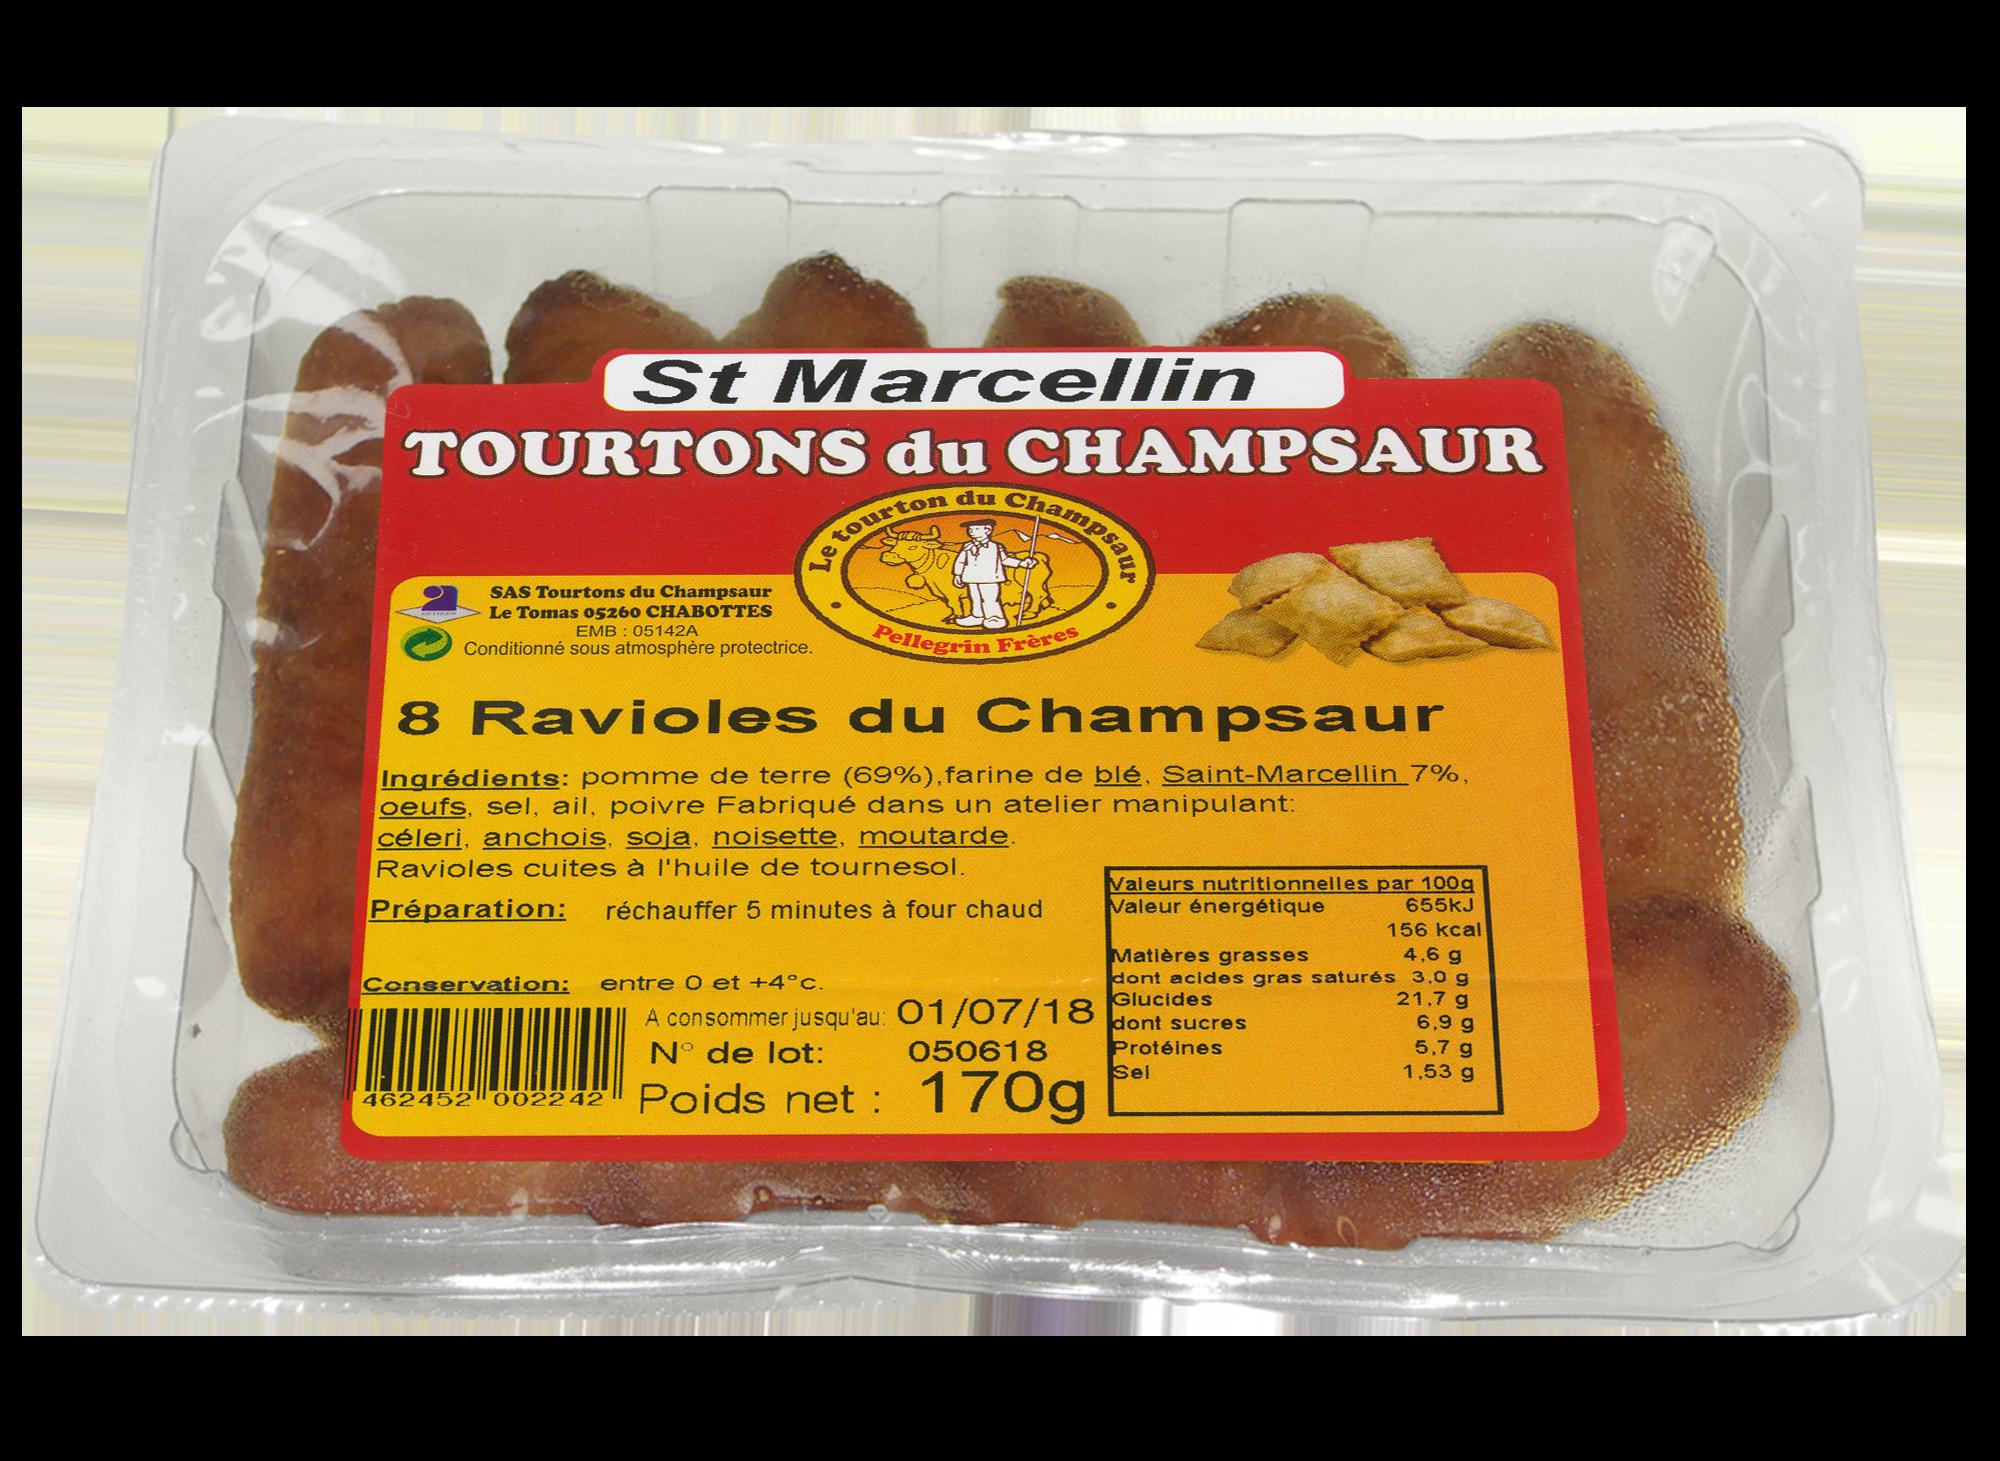 St Marcellin
TOURTONS du CHAMPSAUR
Le tourton du Champsaur
Pellegrin Frères
ARTISAN
SAS Tourtons du Champsaur
Le Tomas 05260 CHABOTTES
EMB : 05142A
Conditionné sous atmosphère protectrice.
8 Ravioles du Champsaur
Ingrédients: pomme de terre (69%),farine de blé, Saint-Marcellin 7%,
oeufs, sel, ail, poivre Fabriqué dans un atelier manipulant:
céleri, anchois, soja, noisette, moutarde.
Ravioles cuites à l'huile de tournesol.
Préparation: réchauffer 5 minutes à four chaud
Conservation: entre 0 et +4°c.
A consommer jusqu'au: 01/07/18
N° de lot: 050618
Poids net : 170g
462452 002242
Valeurs nutritionnelles par 100g
Valeur énergétique 655kJ
156 kcal
Matières grasses 4,6 g
dont acides gras saturés 3,0 g
Glucides 21,7 g
dont sucres 6,9 g
Protéines 5,7 g
Sel 1,53 g